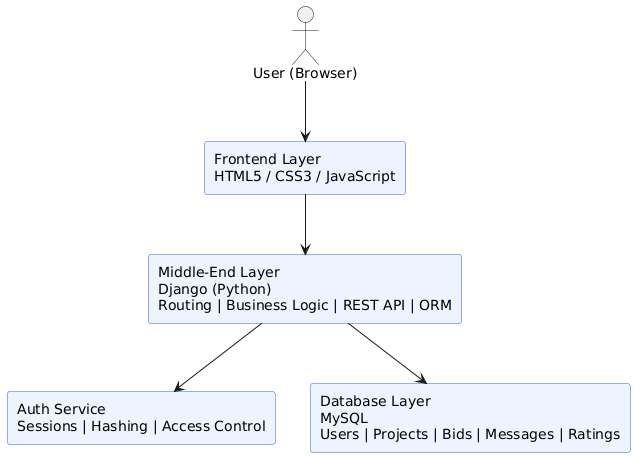 User (Browser)
Frontend Layer
HTML5 / CSS3 / JavaScript
Middle-End Layer
Django (Python)
Routing | Business Logic | REST API | ORM
Auth Service
Sessions | Hashing | Access Control
Database Layer
MySQL
Users | Projects | Bids | Messages | Ratings